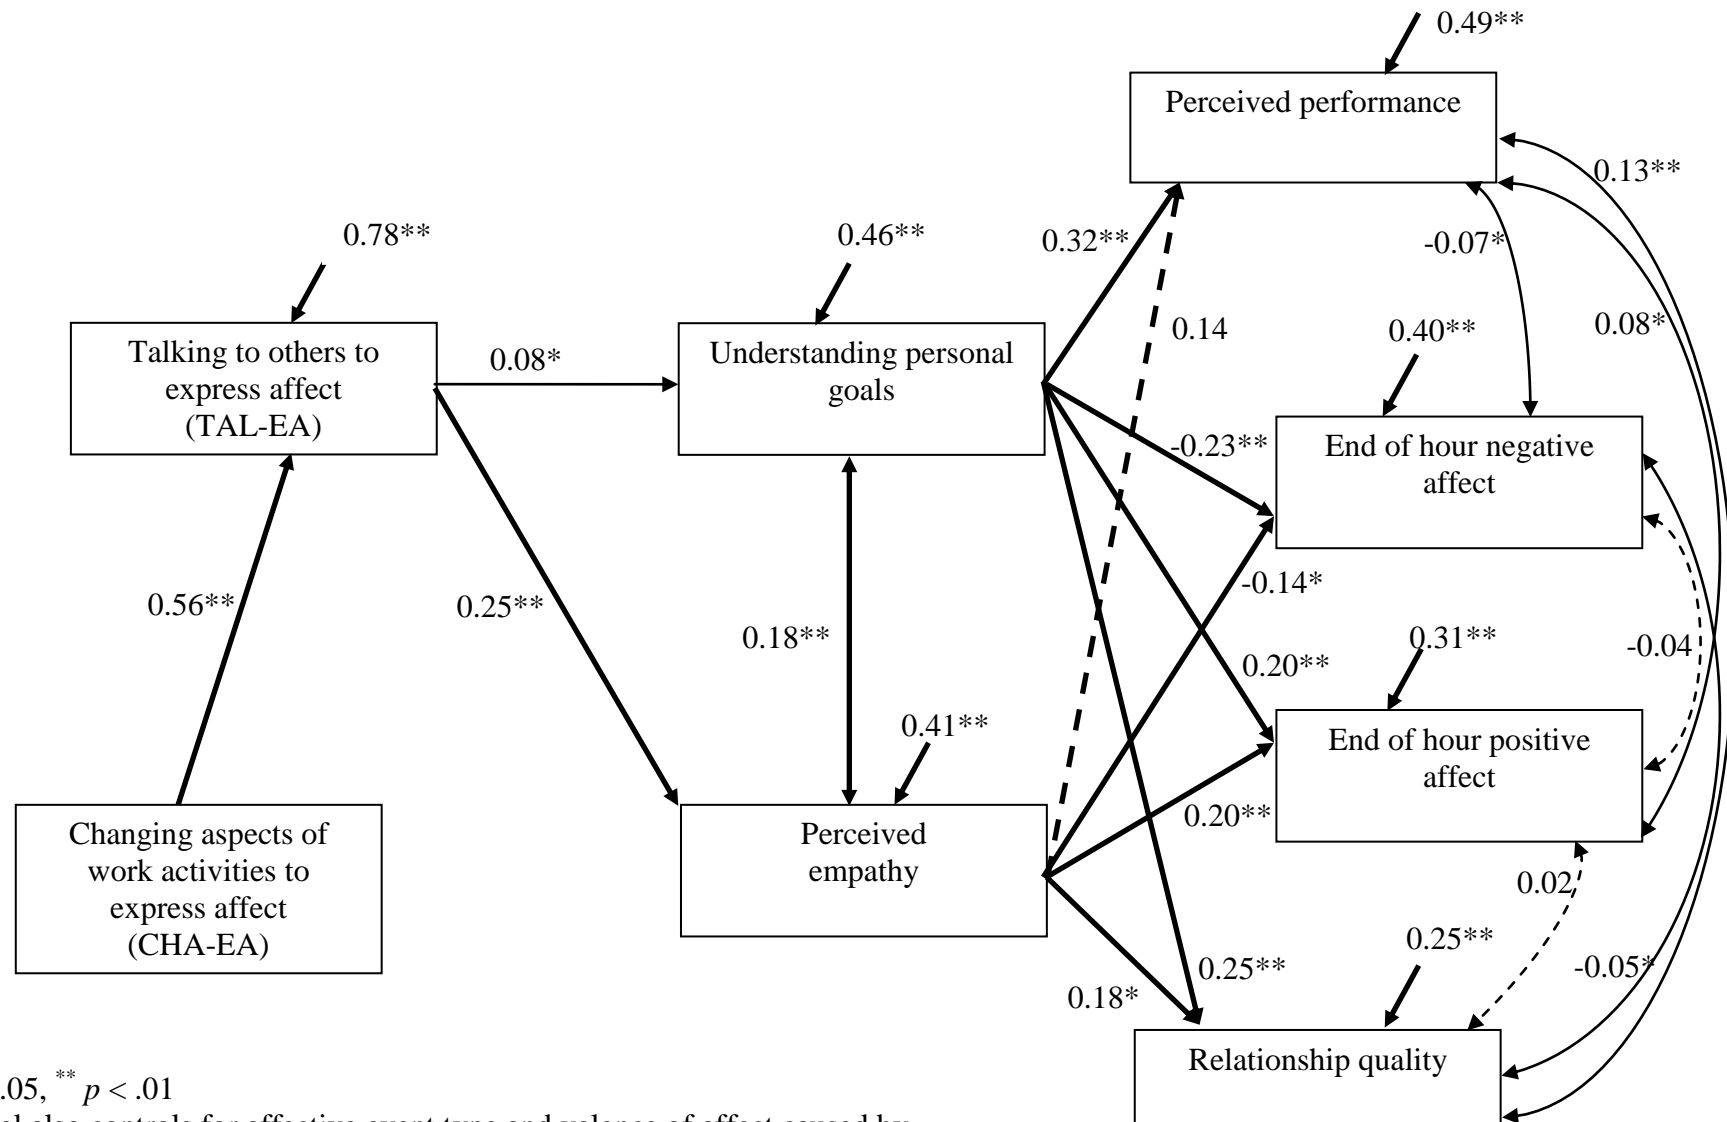 0.49**
Perceived performance
0.13**
0.78**
0.46**
0.32**
-0.07*
0.14
0.40**
0.08*
Talking to others to
express affect
(TAL-EA)
0.08*
Understanding personal
goals
-0.23**
End of hour negative
affect
0.56**
0.25**
0.18**
-0.14*
0.20**
0.31**
-0.04
0.41**
End of hour positive
affect
Changing aspects of
work activities to
express affect
(CHA-EA)
Perceived
empathy
0.20**
0.02
0.25**
0.18*
0.25**
-0.05*
Relationship quality
.05, ** p < .01
also controls for affective event type and valence of affect caused by